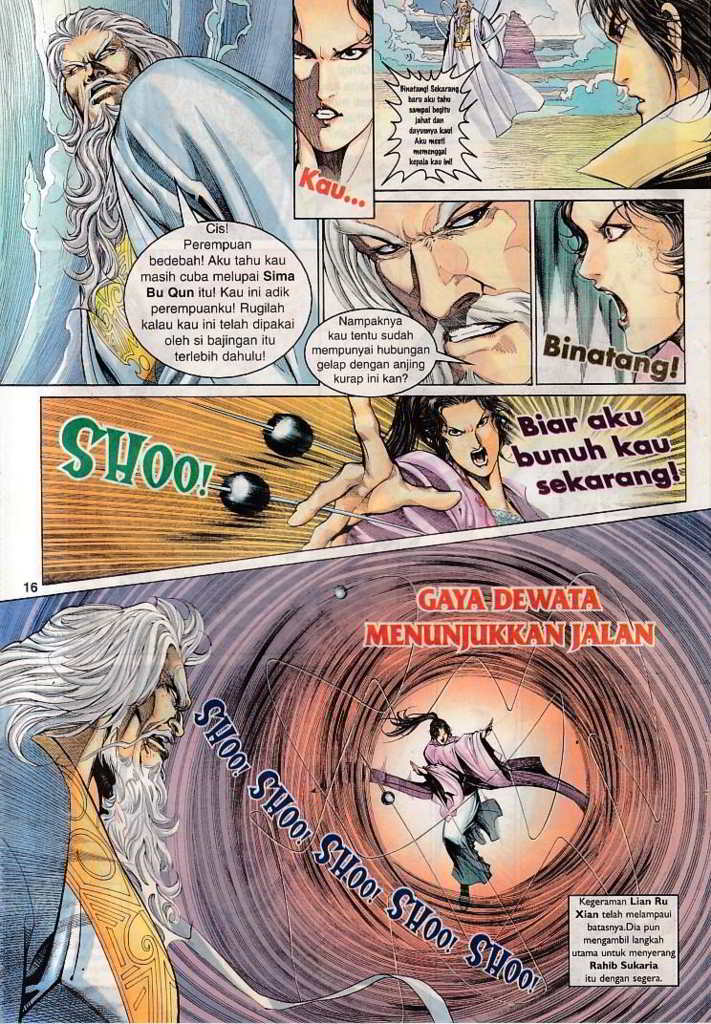 Cis!
Perempuan
bedebah! Aku tahu kau
masih cuba melupai Sima
Bu Qun itu! Kau ini adik
perempuanku! Rugilah
kalau kau ini telah dipakai
oleh si bajingan itu
terlebih dahulu!
Kau...
Binatang! Sekarang
baru aku tahu
sampai begitu
jahat dan
dayusnya kau!
Aku mesti
memenggal
kepala kau ini!
Nampaknya
kau tentu sudah
mempunyai hubungan
gelap dengan anjing
kurap ini kan?
Binatang!
SHOO!
Biar aku
bunuh kau
sekarang!
16
GAYA DEWATA
MENUNJUKKAN JALAN
SHOO! SHOO! SHOO! SHOO! SHOO!
Kegeraman Lian Ru
Xian telah melampaui
batasnya.Dia pun
mengambil langkah
utama untuk menyerang
Rahib Sukaria
itu dengan segera.